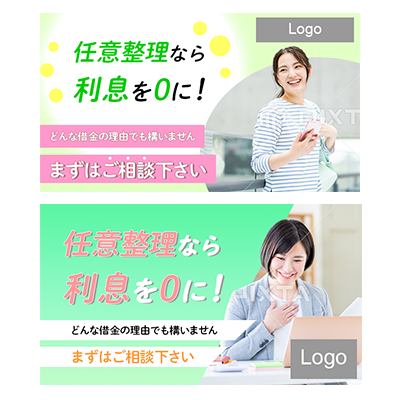 Logo
任意整理なら
利息を0に!
どんな借金の理由でも構いません
まずはご相談下さい
任意整理なら
利息を0に!
どんな借金の理由でも構いません
まずはご相談下さい
Logo